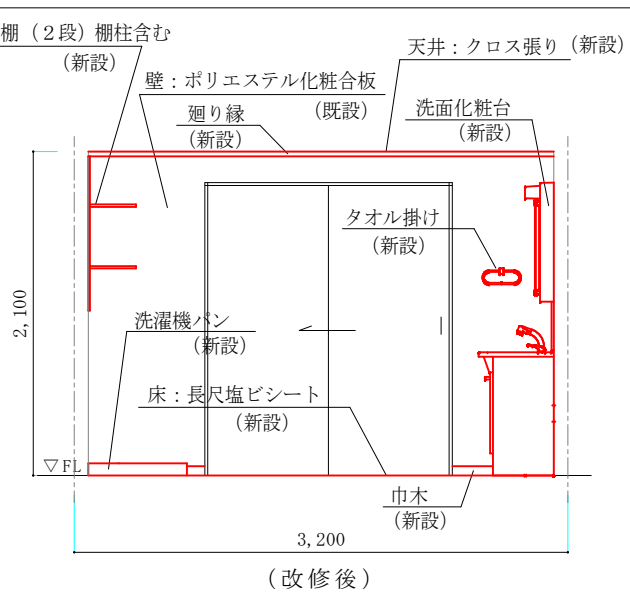 棚（２段）棚柱含む
(新設)
天井：クロス張り (新設)
壁：ポリエステル化粧合板
(既設)
廻り縁
(新設)
洗面化粧台
(新設)
タオル掛け
(新設)
2,100
洗濯機パン
(新設)
床：長尺塩ビシート
(新設)
▽FL
巾木
(新設)
3,200
(改修後)